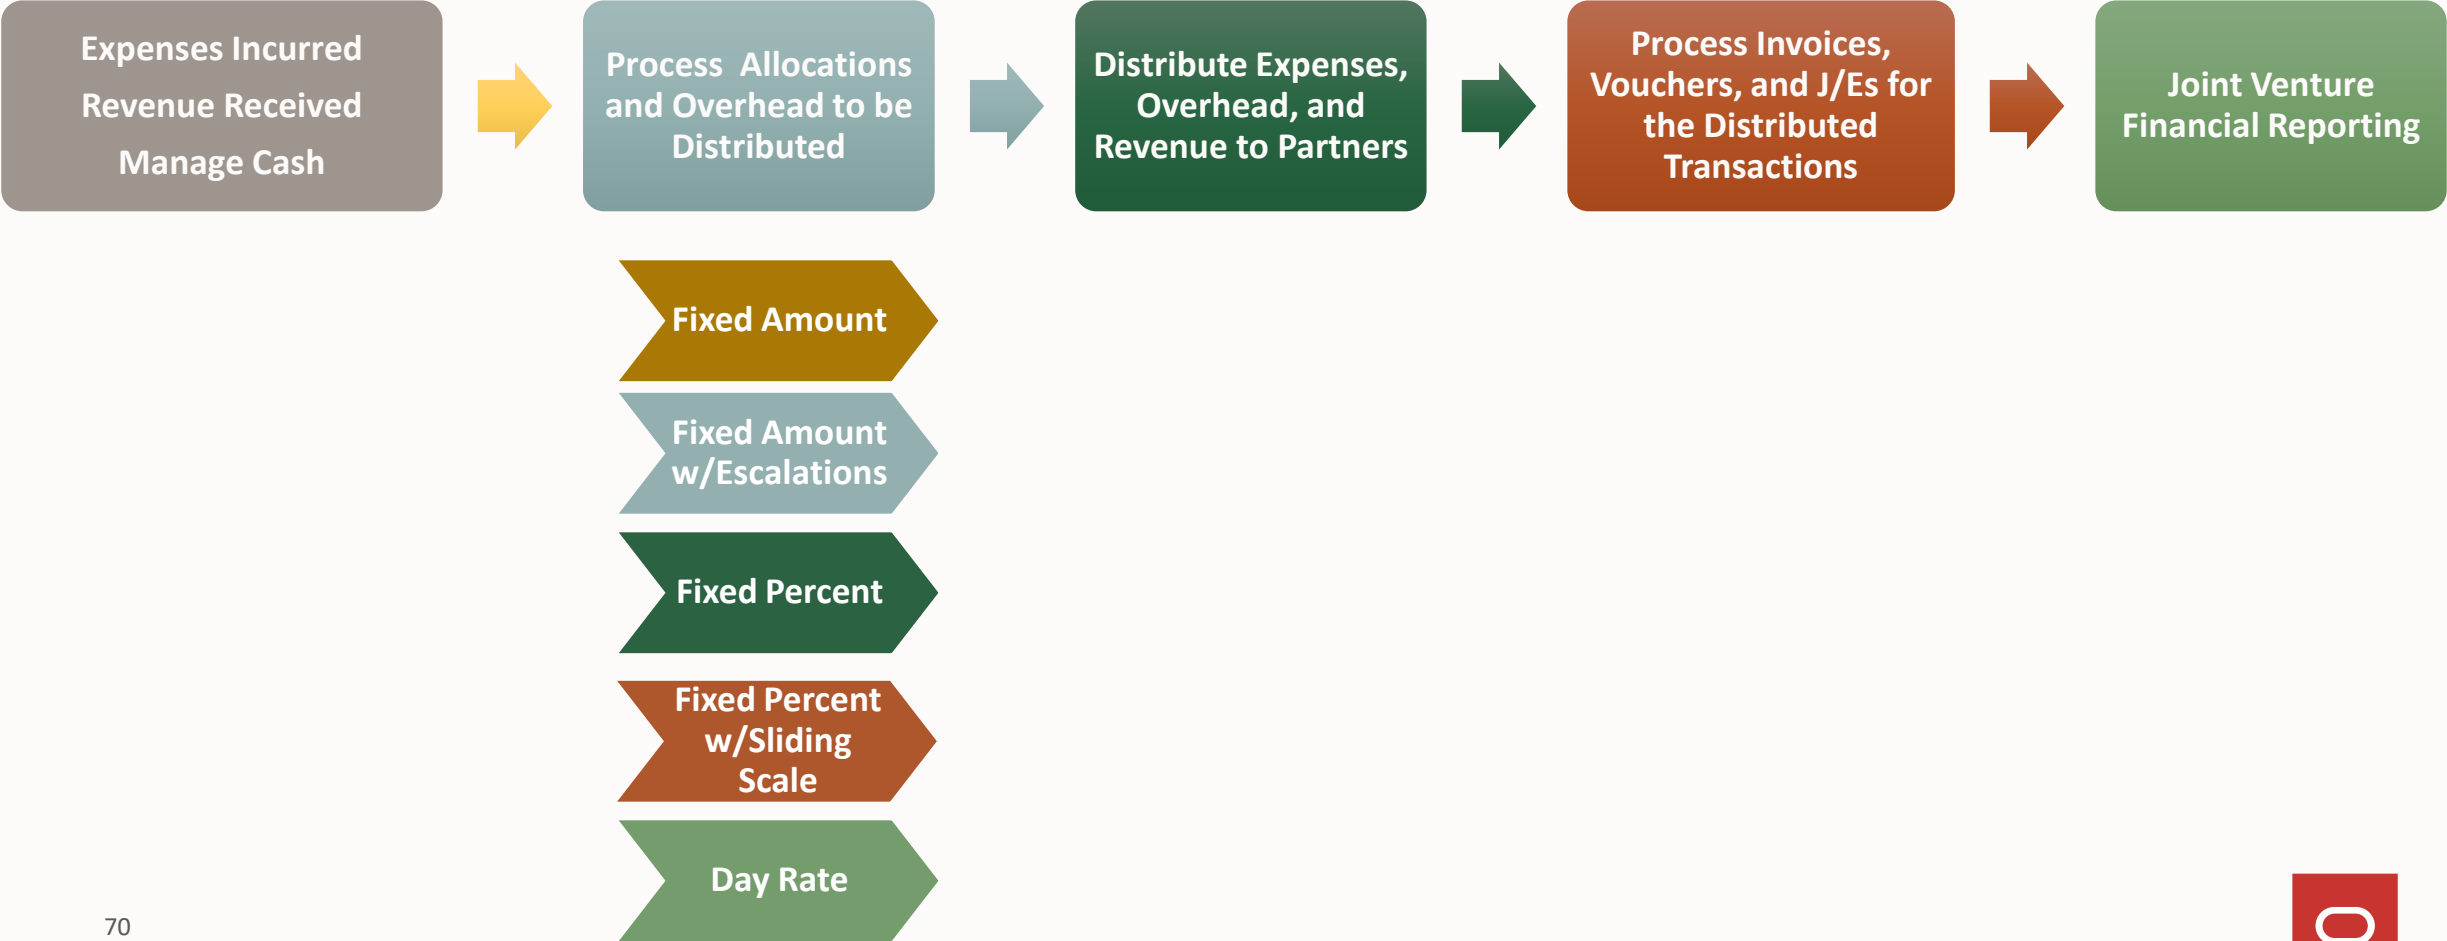 Expenses Incurred
Revenue Received
Manage Cash
Process Allocations
and Overhead to be
Distributed
Distribute Expenses,
Overhead, and
Revenue to Partners
Process Invoices,
Vouchers, and J/Es for
the Distributed
Transactions
Joint Venture
Financial Reporting
Fixed Amount
Fixed Amount
w/Escalations
Fixed Percent
Fixed Percent
w/Sliding
Scale
Day Rate
70